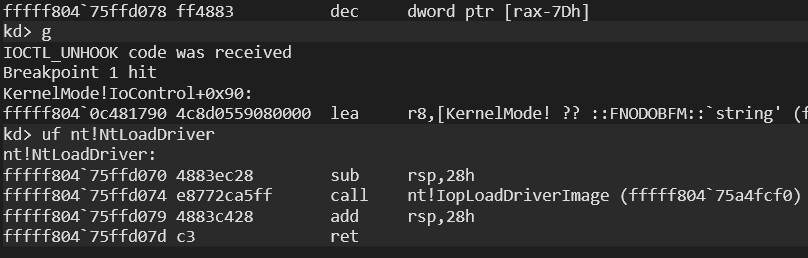 fffff804`75ffd078 ff4883 dec dword ptr [rax-7Dh]
kd> g
IOCTL_UNHOOK code was received
Breakpoint 1 hit
KernelMode!IoControl+0x90:
fffff804`0c481790 4c8d0559080000 lea r8,[KernelMode! ?? ::FNODOBFM::`string' (f
kd> uf nt!NtLoadDriver
nt!NtLoadDriver:
fffff804`75ffd070 4883ec28 sub rsp,28h
fffff804`75ffd074 e8772ca5ff call nt!IopLoadDriverImage (fffff804`75a4fcf0)
fffff804`75ffd079 4883c428 add rsp,28h
fffff804`75ffd07d c3 ret